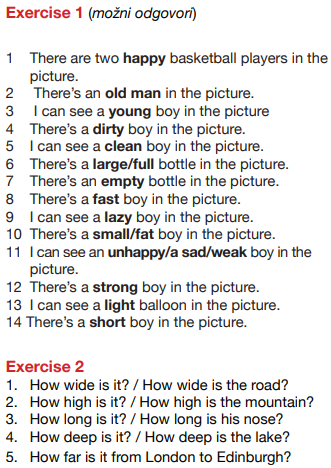 Exercise 1 (možni odgovori)
1 There are two happy basketball players in the
picture.
2 There's an old man in the picture.
3 I can see a young boy in the picture
4 There's a dirty boy in the picture.
5 I can see a clean boy in the picture.
6 There's a large/full bottle in the picture.
7 There's an empty bottle in the picture.
8 There's a fast boy in the picture.
9 I can see a lazy boy in the picture.
10 There's a small/fat boy in the picture.
11 I can see an unhappy/a sad/weak boy in the
picture.
12 There's a strong boy in the picture.
13 I can see a light balloon in the picture.
14 There's a short boy in the picture.
Exercise 2
1. How wide is it? / How wide is the road?
2. How high is it? / How high is the mountain?
3. How long is it? / How long is his nose?
4. How deep is it? / How deep is the lake?
5. How far is it from London to Edinburgh?